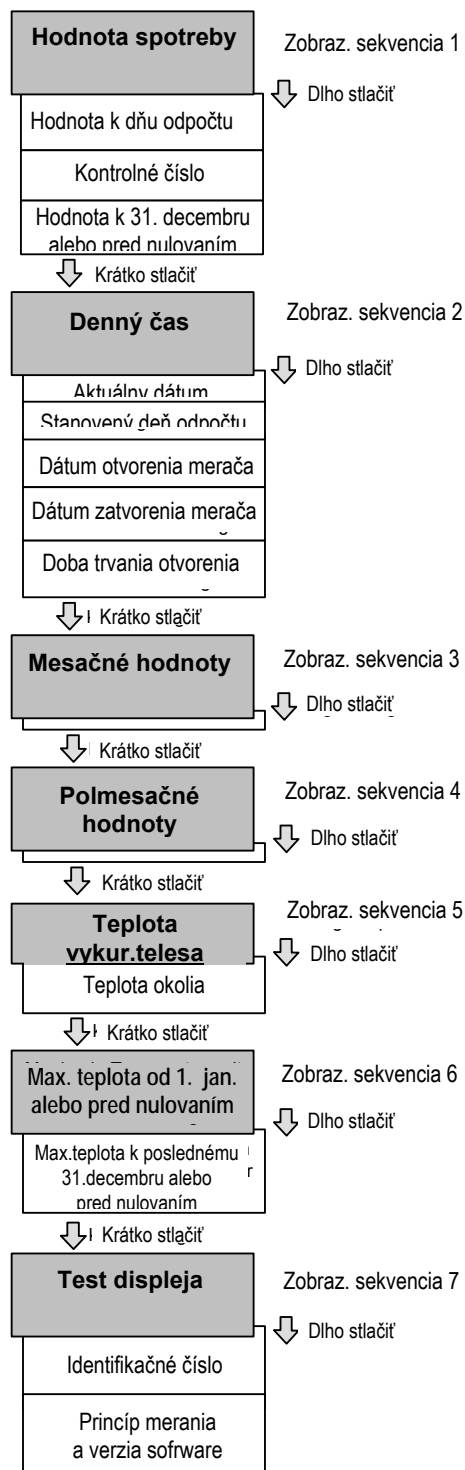 Hodnota spotreby
Zobraz. sekvencia 1
Dlho stlačiť
Hodnota k dňu odpočtu
Kontrolné číslo
Hodnota k 31. decembru
alebo pred nulovaním
Krátko stlačiť
Denný čas
Zobraz. sekvencia 2
Dlho stlačiť
Aktuálny dátum
Stanovený deň odpočtu
Dátum otvorenia merača
Dátum zatvorenia merača
Doba trvania otvorenia
Krátko stlačiť
Mesačné hodnoty
Zobraz. sekvencia 3
Dlho stlačiť
Krátko stlačiť
Polmesačné
hodnoty
Zobraz. sekvencia 4
Dlho stlačiť
Krátko stlačiť
Teplota
vykur.telesa
Zobraz. sekvencia 5
Dlho stlačiť
Teplota okolia
Krátko stlačiť
Max. teplota od 1. jan.
alebo pred nulovaním
Zobraz. sekvencia 6
Dlho stlačiť
Max.teplota k poslednému
31.decembru alebo
pred nulovaním
Krátko stlačiť
Test displeja
Zobraz. sekvencia 7
Dlho stlačiť
Identifikačné číslo
Princíp merania
a verzia sofrware